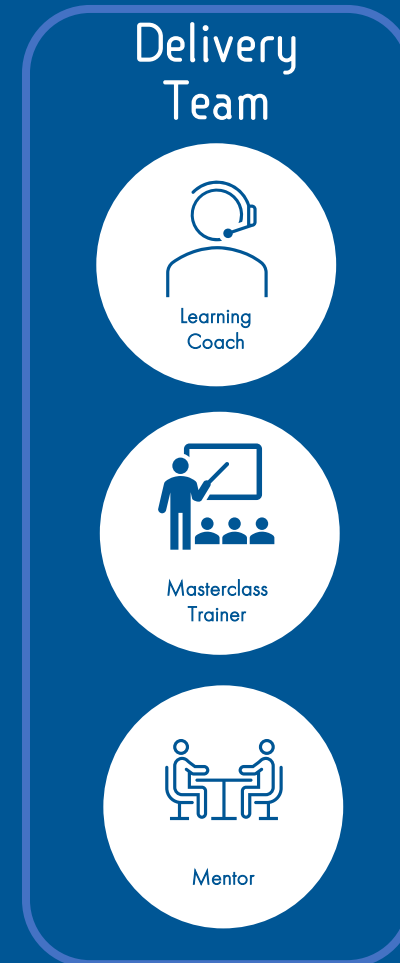 Delivery
Team
Learning
Coach
Masterclass
Trainer
Mentor